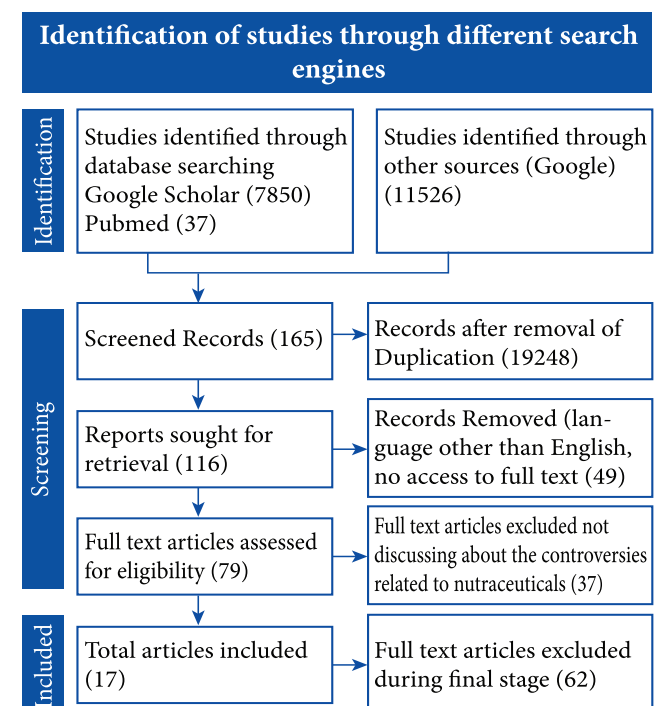 Identification of studies through different search
engines
Identification
Studies identified through
database searching
Google Scholar (7850)
Pubmed (37)
Studies identified through
other sources (Google)
(11526)
Screening
Screened Records (165)
Records after removal of
Duplication (19248)
Reports sought for
retrieval (116)
Records Removed (lan-
guage other than English,
no access to full text (49)
Full text articles assessed
for eligibility (79)
Full text articles excluded not
discussing about the controversies
related to nutraceuticals (37)
Included
Total articles included
(17)
Full text articles excluded
during final stage (62)